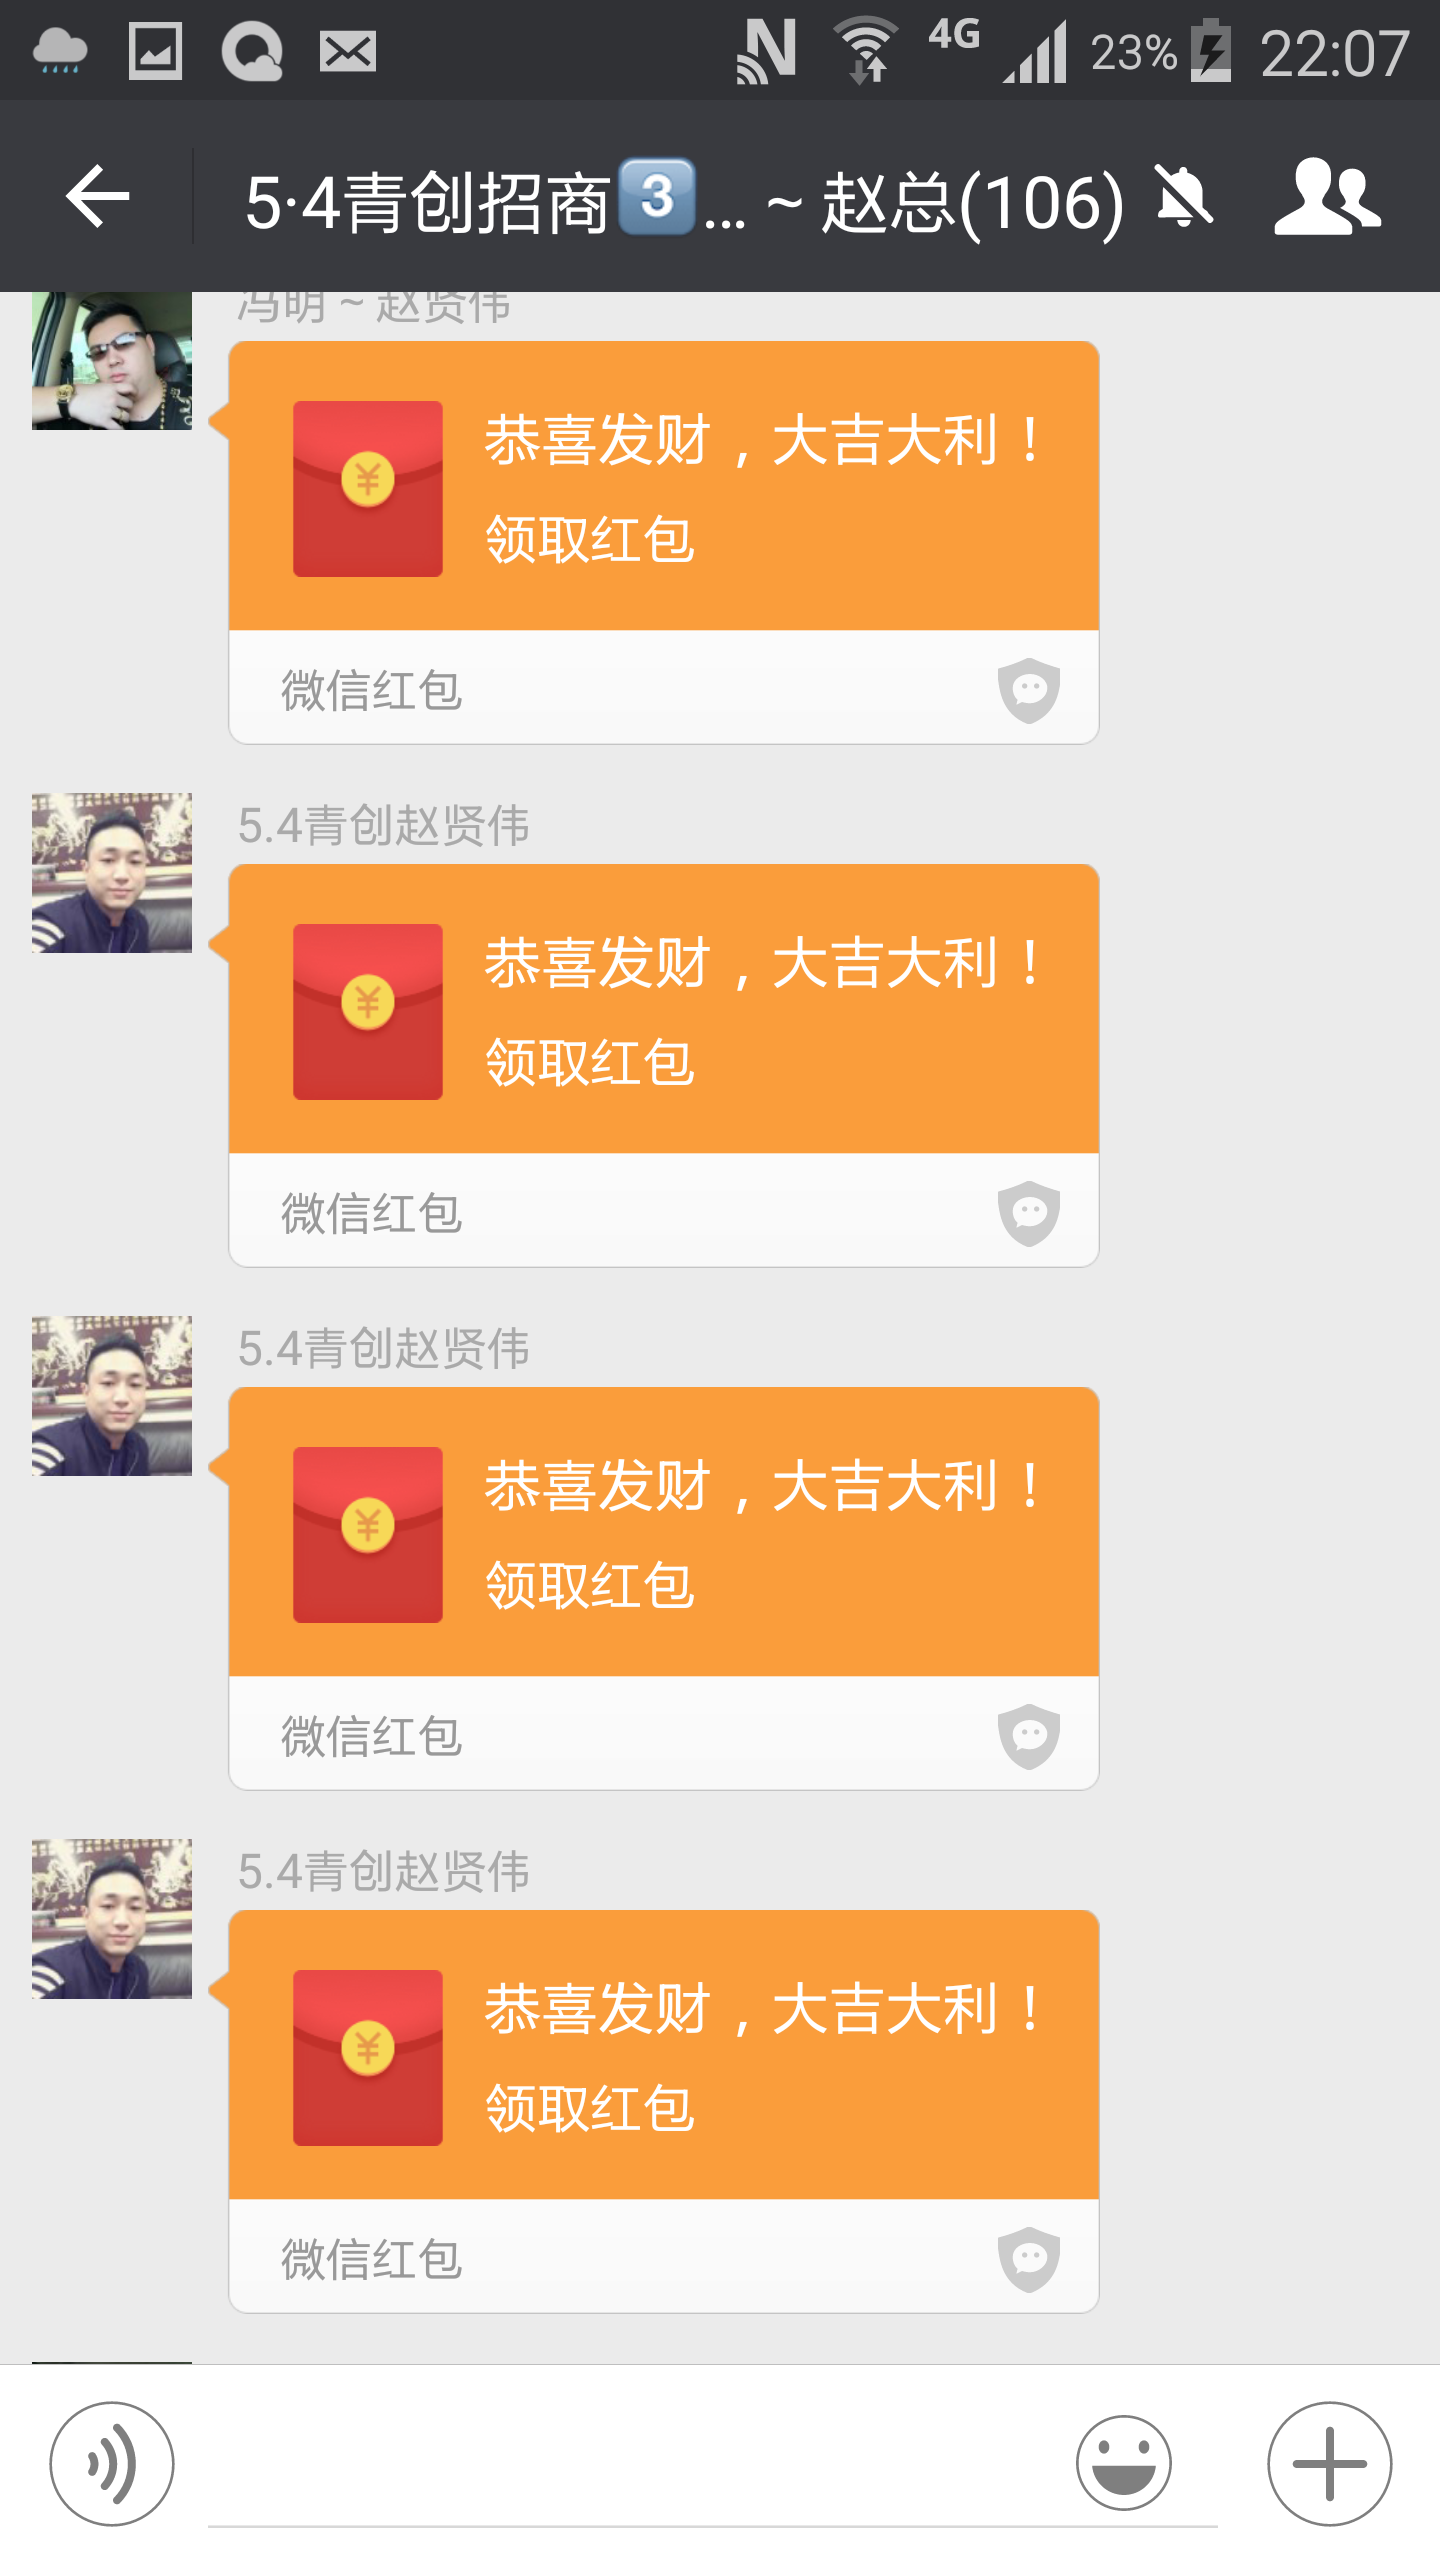 4G 23% 22:07
5·4青创招商3️⃣... ~ 赵总(106)
冯明 ~ 赵贤伟
恭喜发财，大吉大利！
领取红包
微信红包
5.4青创赵贤伟
恭喜发财，大吉大利！
领取红包
微信红包
5.4青创赵贤伟
恭喜发财，大吉大利！
领取红包
微信红包
5.4青创赵贤伟
恭喜发财，大吉大利！
领取红包
微信红包